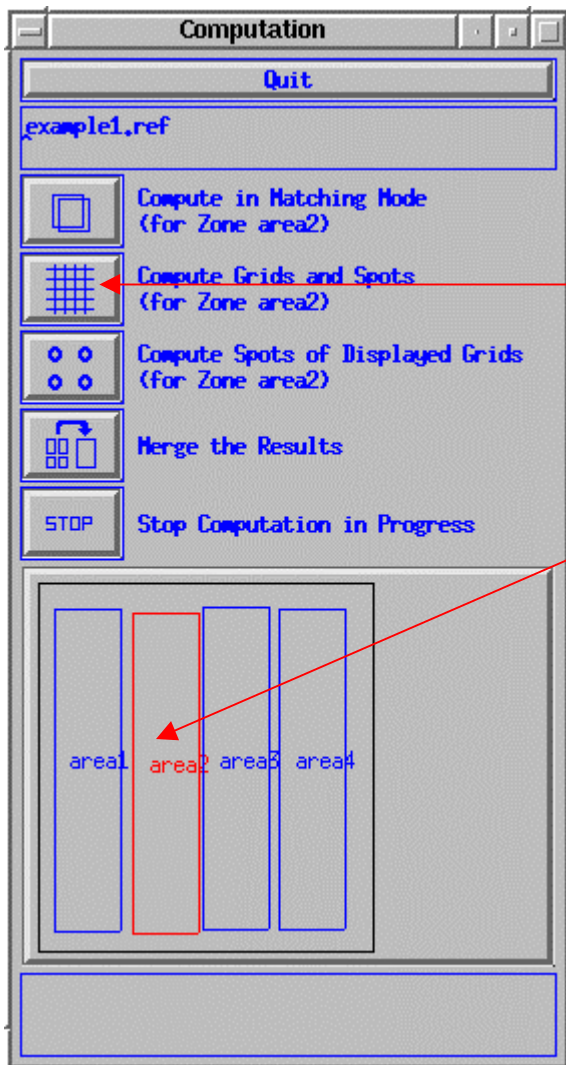 Computation
Quit
example1.ref
Compute in Matching Mode
(for Zone area2)
Compute Grids and Spots
(for Zone area2)
Compute Spots of Displayed Grids
(for Zone area2)
Merge the Results
STOP Stop Computation in Progress
area1 area2 area3 area4